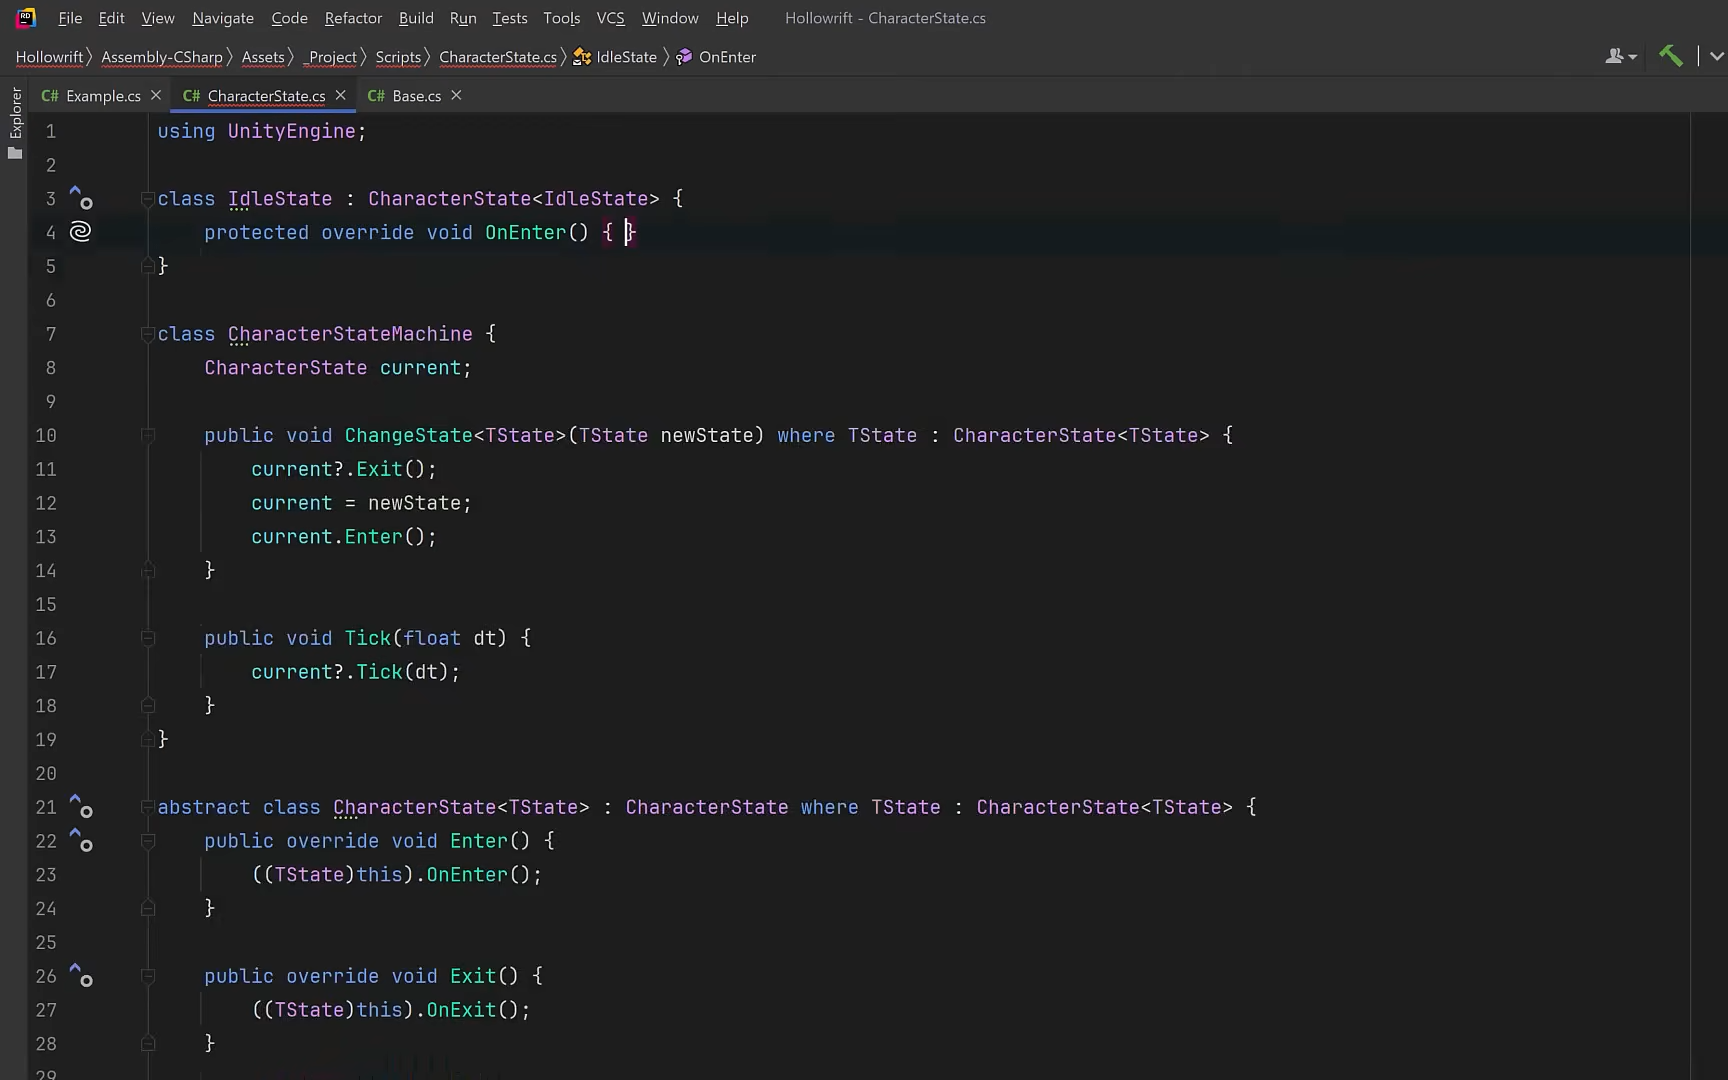 RD File Edit View Navigate Code Refactor Build Run Tests Tools VCS Window Help Hollowrift - CharacterState.cs
Hollowrift Assembly-CSharp Assets _Project Scripts CharacterState.cs IdleState OnEnter
C# Example.cs C# CharacterState.cs C# Base.cs
Explorer
1 using UnityEngine;
2
3 class IdleState : CharacterState<IdleState> {
4 protected override void OnEnter() { }
5 }
6
7 class CharacterStateMachine {
8 CharacterState current;
9
10 public void ChangeState<TState>(TState newState) where TState : CharacterState<TState> {
11 current?.Exit();
12 current = newState;
13 current.Enter();
14 }
15
16 public void Tick(float dt) {
17 current?.Tick(dt);
18 }
19 }
20
21 abstract class CharacterState<TState> : CharacterState where TState : CharacterState<TState> {
22 public override void Enter() {
23 ((TState)this).OnEnter();
24 }
25
26 public override void Exit() {
27 ((TState)this).OnExit();
28 }
29